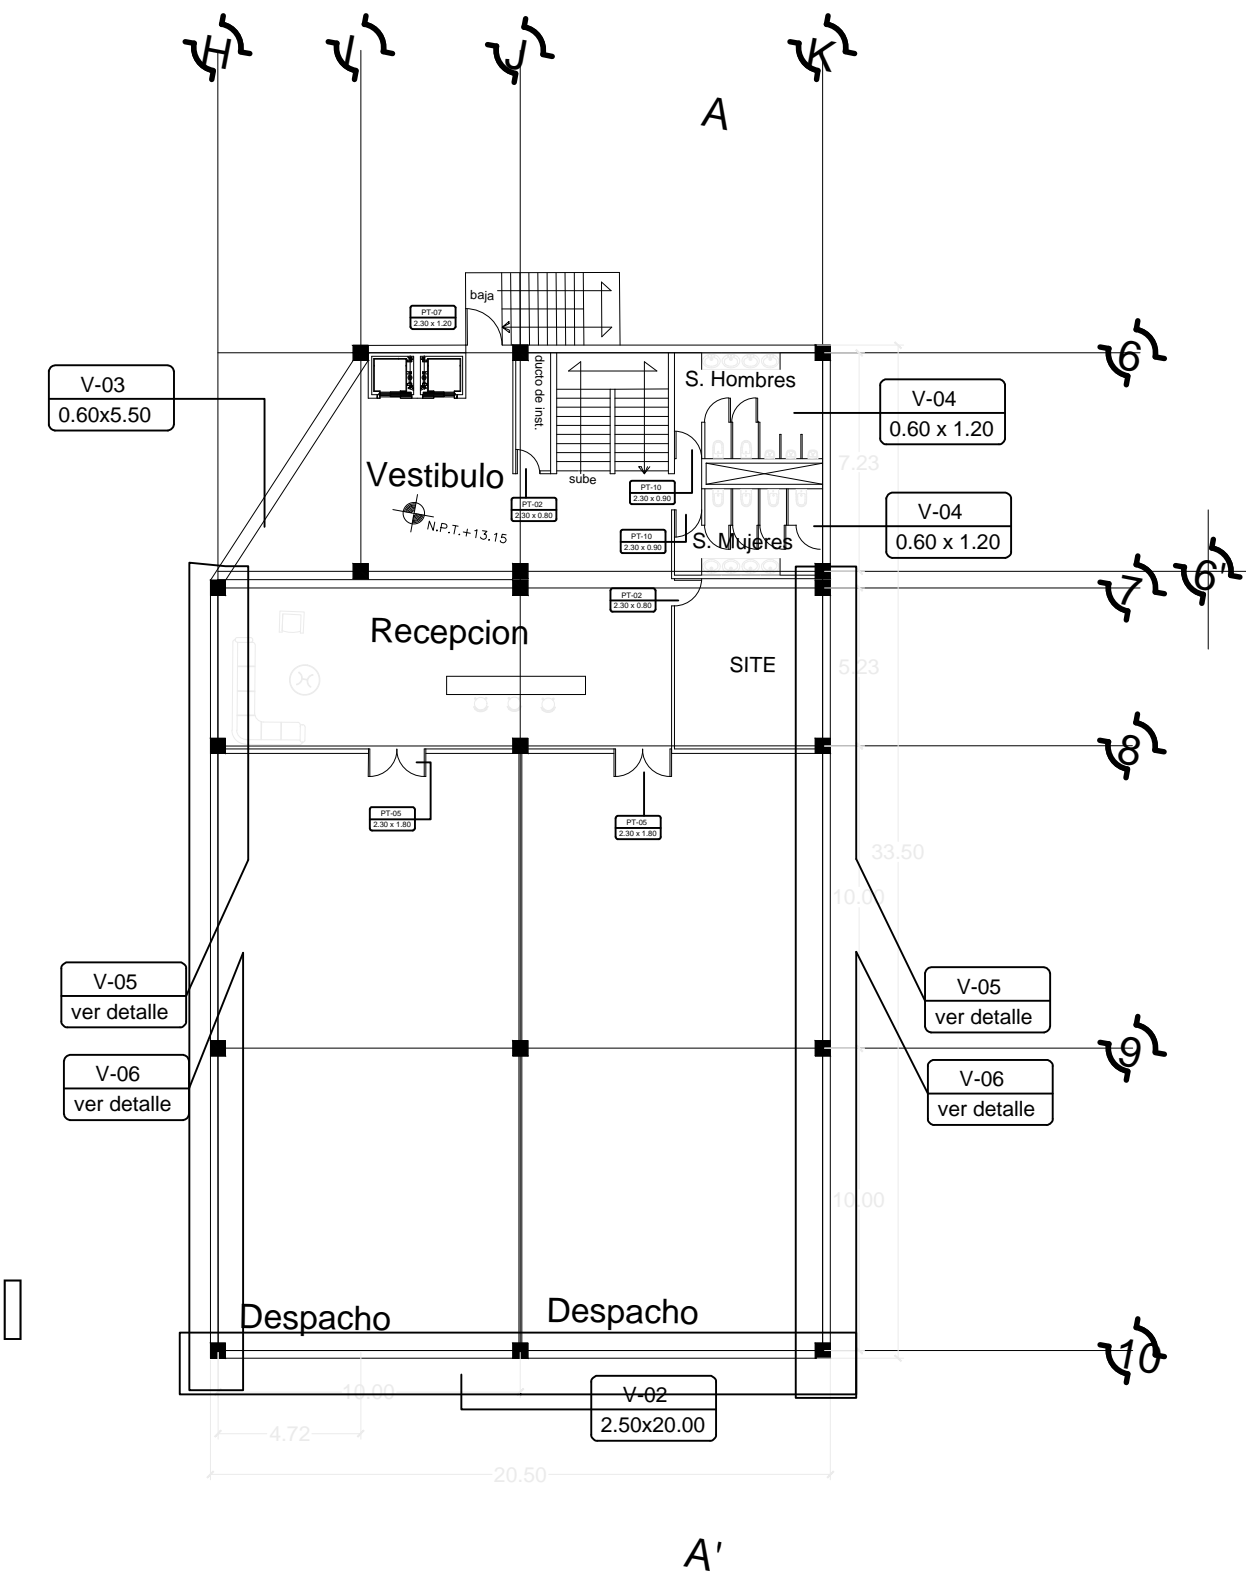 H
I
J
K
A
baja
PT-07
2.30 x 1.20
6
V-03
0.60x5.50
ducto de inst.
S. Hombres
V-04
0.60 x 1.20
7.23
Vestibulo
sube
PT-10
2.30 x 0.90
PT-02
2.30 x 0.80
N.P.T.+13.15
V-04
0.60 x 1.20
PT-10
2.30 x 0.90
S. Mujeres
6'
7
PT-02
2.30 x 0.80
Recepcion
SITE
5.23
8
PT-05
2.30 x 1.80
PT-05
2.30 x 1.80
33.50
10.00
V-05
ver detalle
V-05
ver detalle
9
V-06
ver detalle
V-06
ver detalle
10.00
Despacho
Despacho
10
10.00
V-02
2.50x20.00
4.72
20.50
A'